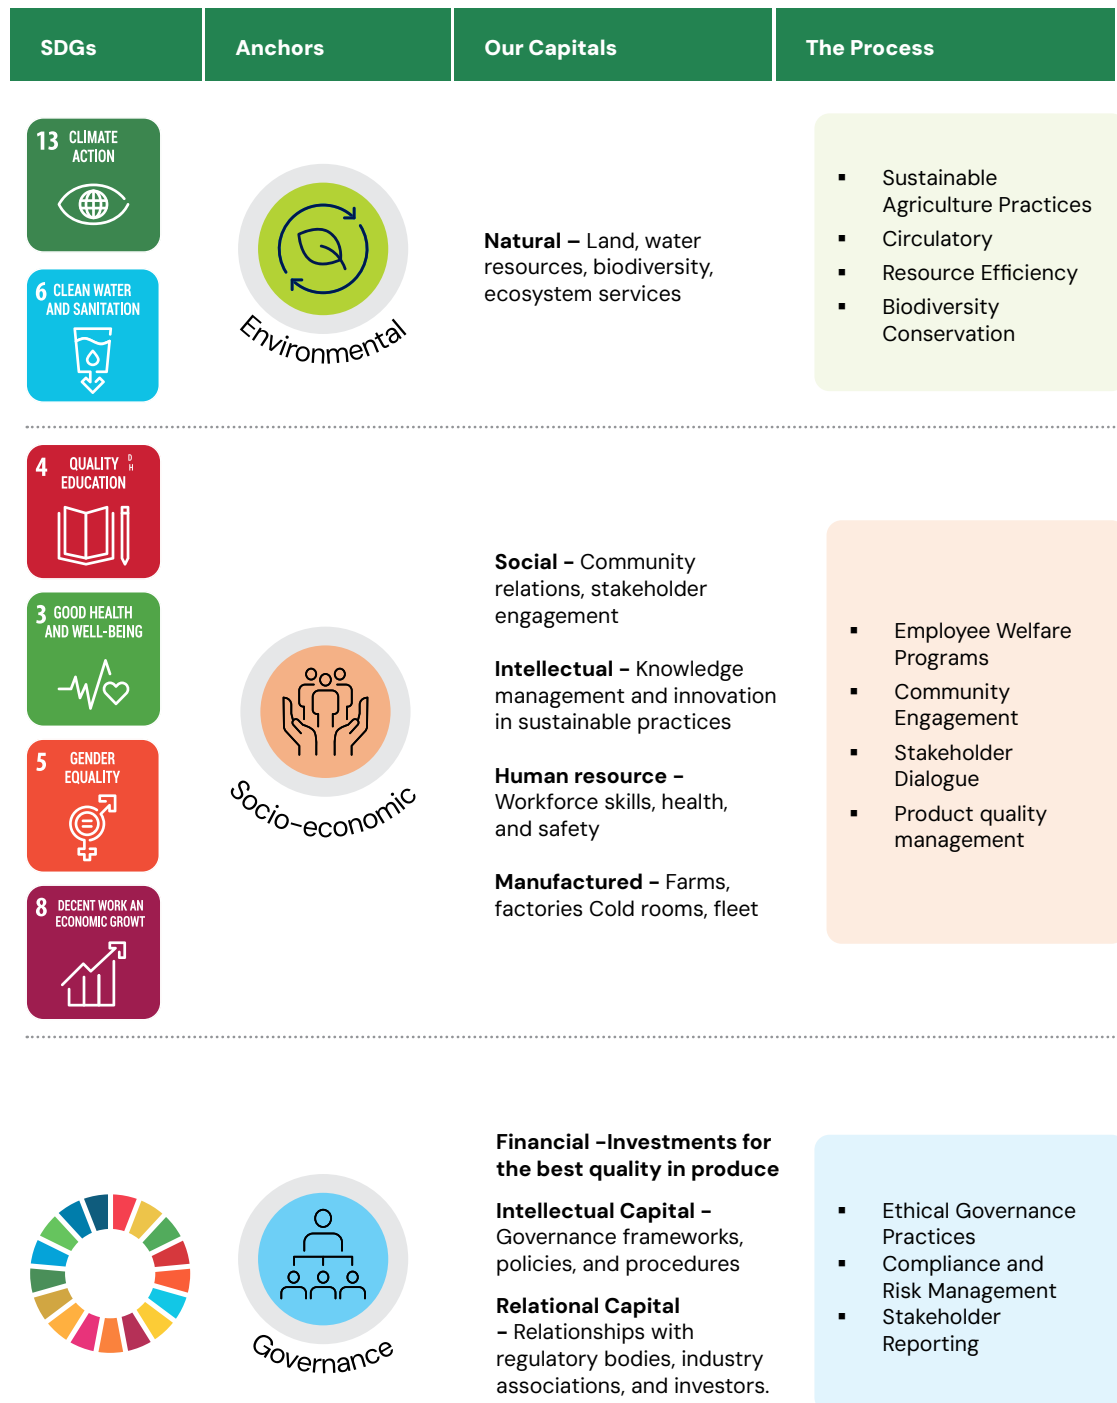 SDGs
Anchors
Our Capitals
The Process
13 CLIMATE
ACTION
6 CLEAN WATER
AND SANITATION
Environmental
Natural – Land, water
resources, biodiversity,
ecosystem services
▪ Sustainable
Agriculture Practices
▪ Circulatory
▪ Resource Efficiency
▪ Biodiversity
Conservation
4 QUALITY D
H
EDUCATION
3 GOOD HEALTH
AND WELL-BEING
5 GENDER
EQUALITY
8 DECENT WORK AN
ECONOMIC GROWT
Socio-economic
Social – Community
relations, stakeholder
engagement
Intellectual – Knowledge
management and innovation
in sustainable practices
Human resource –
Workforce skills, health,
and safety
Manufactured – Farms,
factories Cold rooms, fleet
▪ Employee Welfare
Programs
▪ Community
Engagement
▪ Stakeholder
Dialogue
▪ Product quality
management
Governance
Financial –Investments for
the best quality in produce
Intellectual Capital –
Governance frameworks,
policies, and procedures
Relational Capital
– Relationships with
regulatory bodies, industry
associations, and investors.
▪ Ethical Governance
Practices
▪ Compliance and
Risk Management
▪ Stakeholder
Reporting